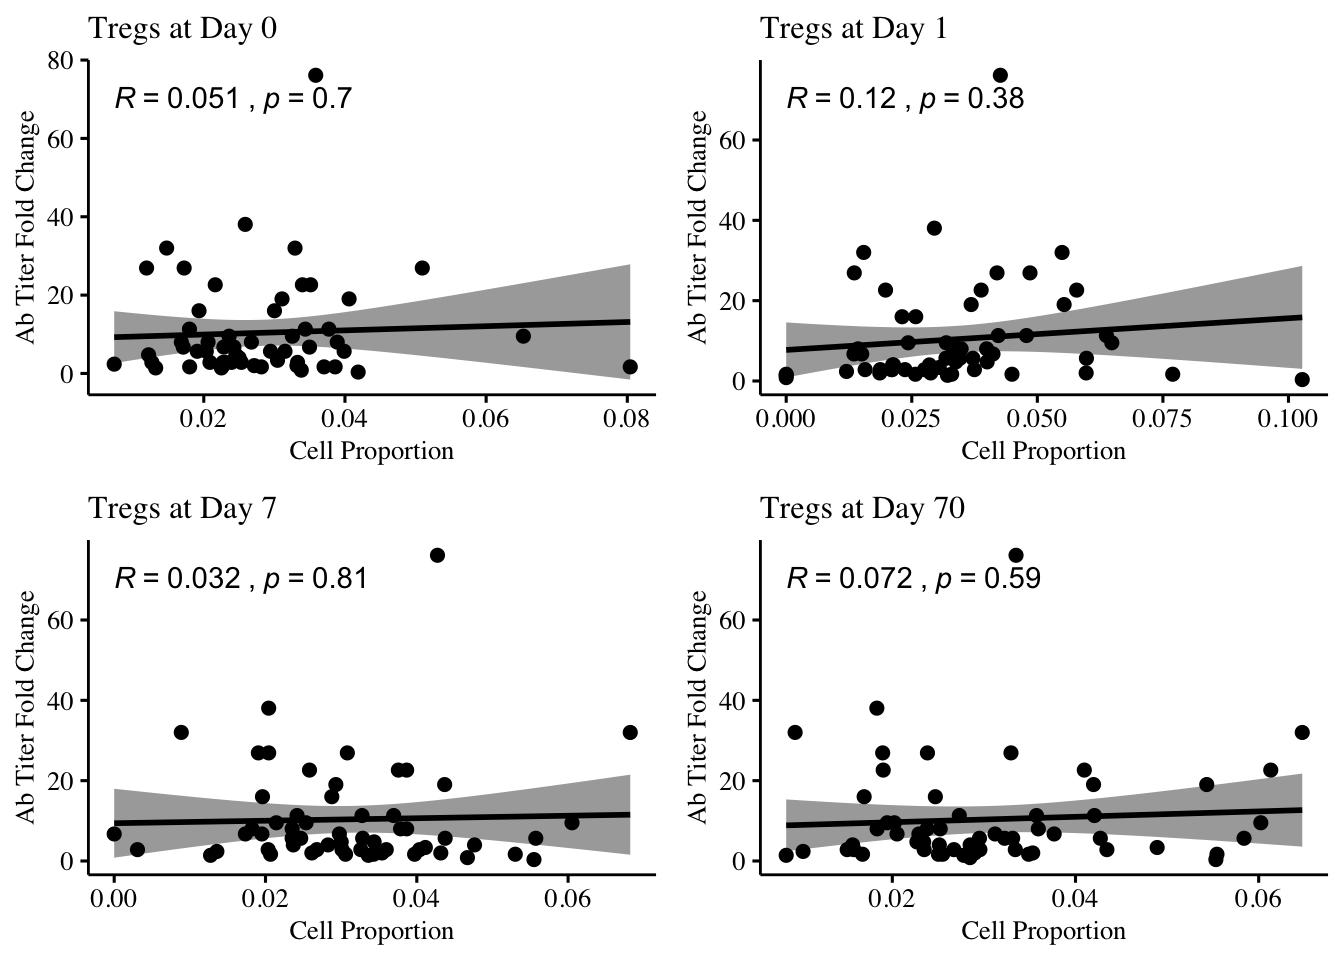 Tregs at Day 0
R = 0.051 , p = 0.7
Ab Titer Fold Change
80
60
40
20
0
0.02 0.04 0.06 0.08
Cell Proportion
Tregs at Day 1
R = 0.12 , p = 0.38
Ab Titer Fold Change
60
40
20
0
0.000 0.025 0.050 0.075 0.100
Cell Proportion
Tregs at Day 7
R = 0.032 , p = 0.81
Ab Titer Fold Change
60
40
20
0
0.00 0.02 0.04 0.06
Cell Proportion
Tregs at Day 70
R = 0.072 , p = 0.59
Ab Titer Fold Change
60
40
20
0
0.02 0.04 0.06
Cell Proportion